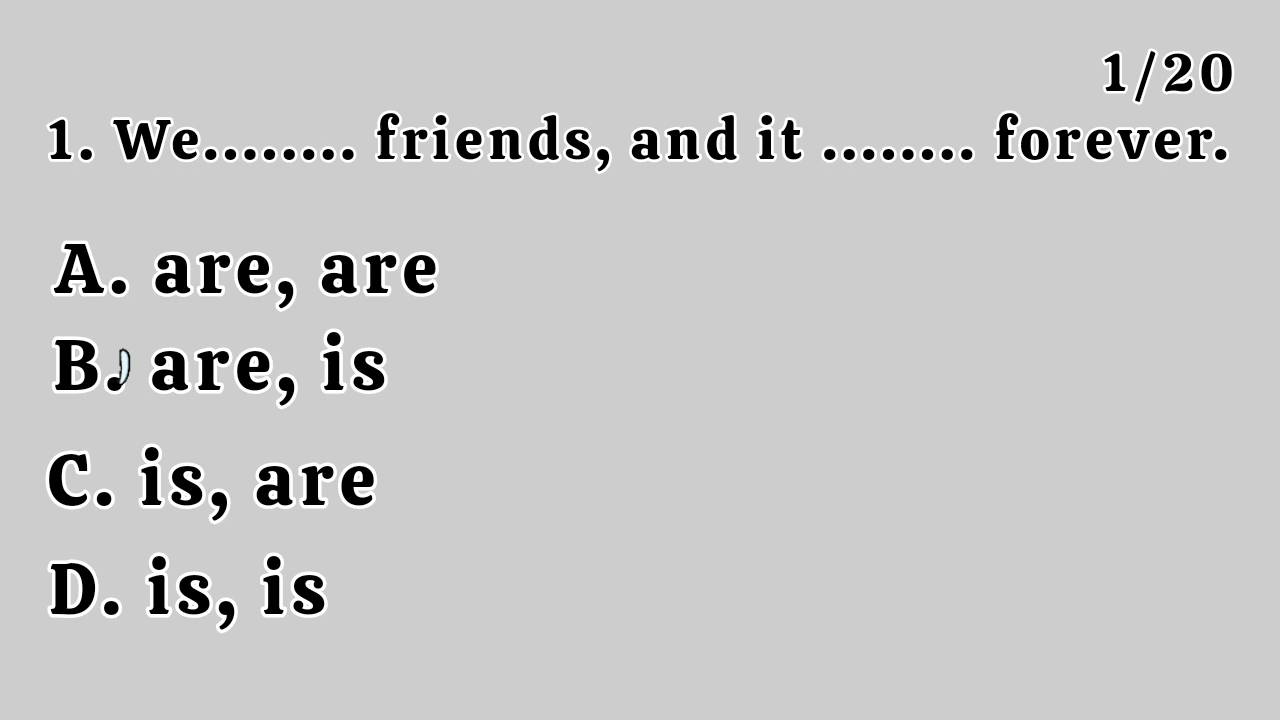 1/20
1. We........ friends, and it ........ forever.
A. are, are
B. are, is
C. is, are
D. is, is